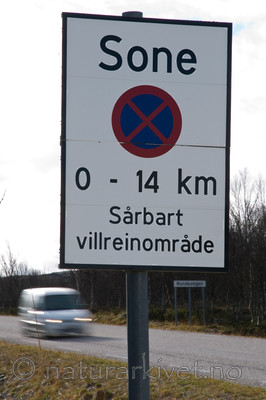 Sone
0 - 14 km
Sårbart
villreinområde
© naturarkivet.no